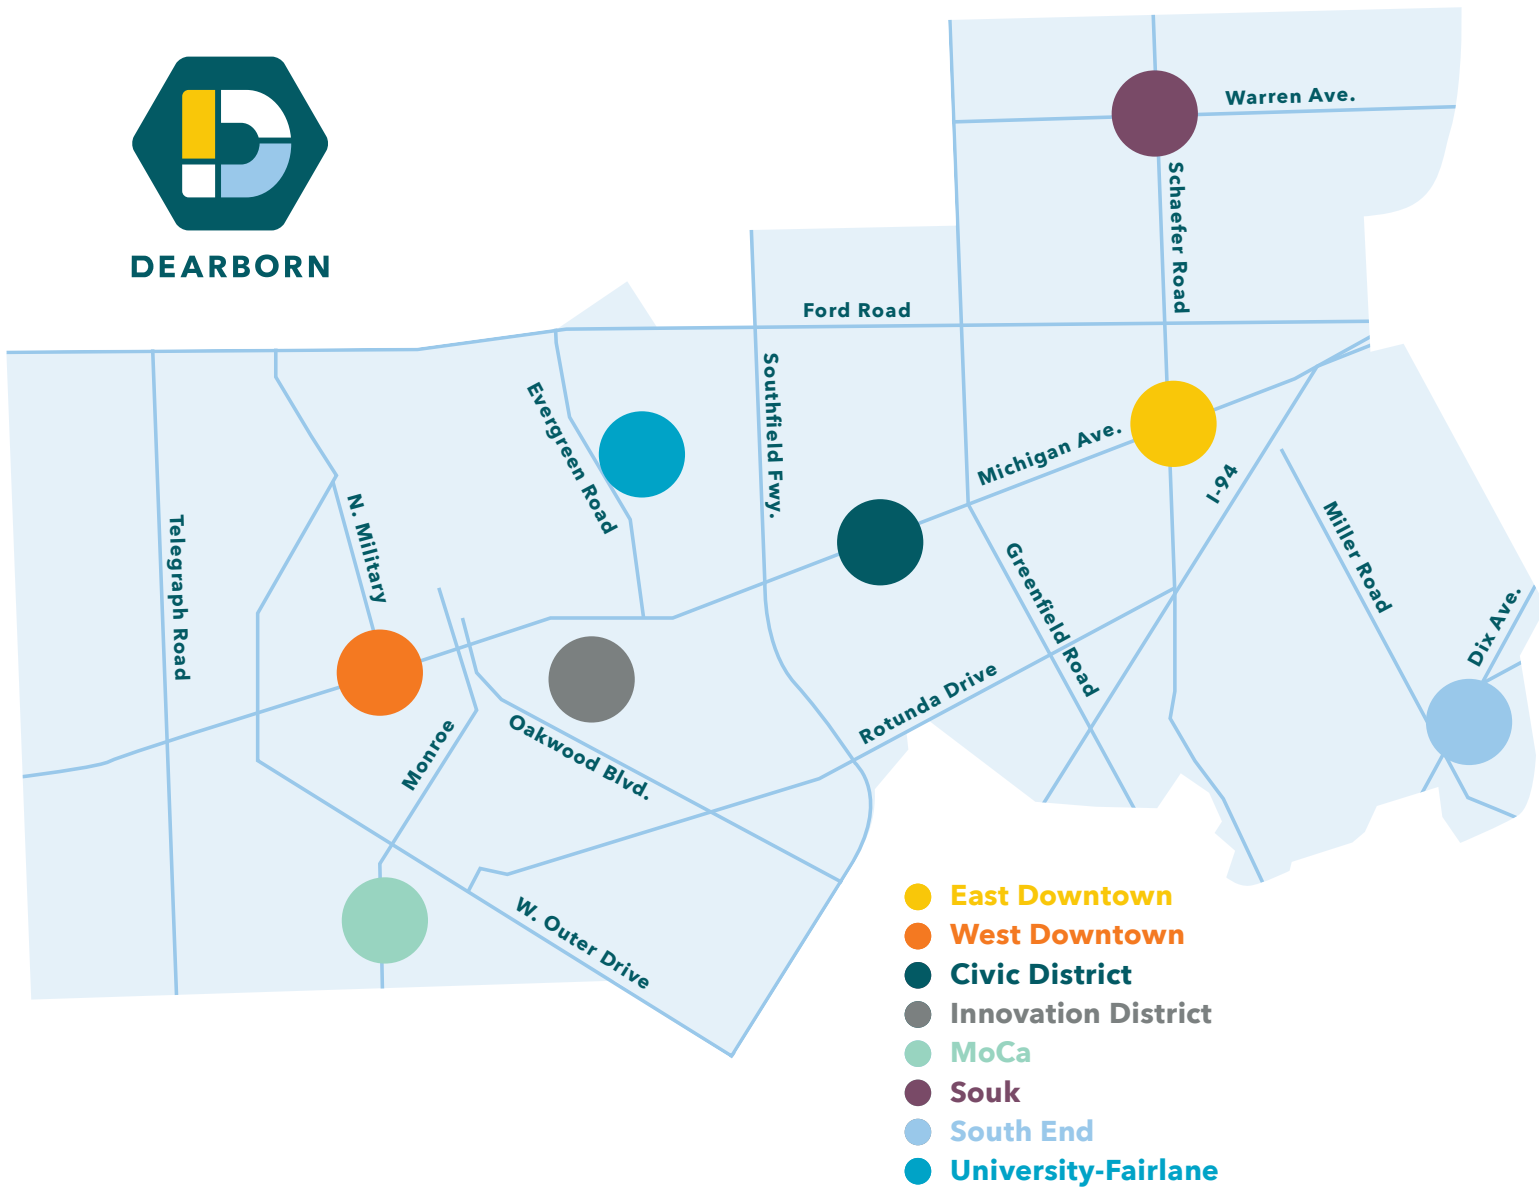 Warren Ave.
Schaefer Road
DEARBORN
Ford Road
Southfield Fwy.
Evergreen Road
Michigan Ave.
I-94
N. Military
Telegraph Road
Miller Road
Greenfield Road
Dix Ave.
Rotunda Drive
Oakwood Blvd.
Monroe
W. Outer Drive
East Downtown
West Downtown
Civic District
Innovation District
MoCa
Souk
South End
University-Fairlane